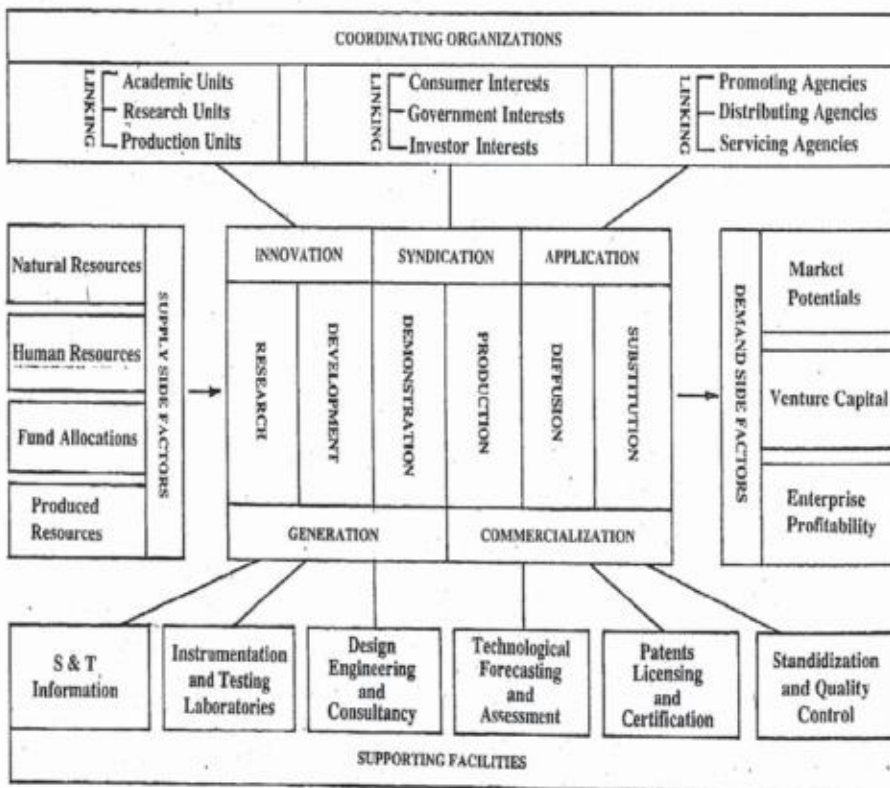 COORDINATING ORGANIZATIONS
LINKING
Academic Units
Research Units
Production Units
LINKING
Consumer Interests
Government Interests
Investor Interests
LINKING
Promoting Agencies
Distributing Agencies
Servicing Agencies
Natural Resources
Human Resources
Fund Allocations
Produced
Resources
SUPPLY SIDE FACTORS
INNOVATION
SYNDICATION
APPLICATION
RESEARCH
DEVELOPMENT
DEMONSTRATION
PRODUCTION
DIFFUSION
SUBSTITUTION
GENERATION
COMMERCIALIZATION
DEMAND SIDE FACTORS
Market
Potentials
Venture Capital
Enterprise
Profitability
S & T
Information
Instrumentation
and Testing
Laboratories
Design
Engineering
and
Consultancy
Technological
Forecasting
and
Assessment
Patents
Licensing
and
Certification
Standidization
and Quality
Control
SUPPORTING FACILITIES